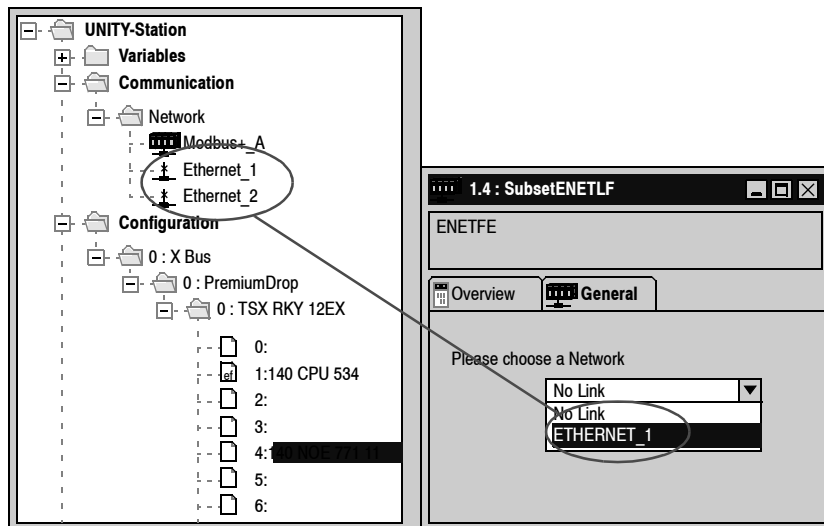 UNITY-Station
Variables
Communication
Network
Modbus+_A
Ethernet_1
Ethernet_2
Configuration
0 : X Bus
0 : PremiumDrop
0 : TSX RKY 12EX
0:
1:140 CPU 534
2:
3:
4:140 NOE 771 11
5:
6:
1.4 : SubsetENETLF
ENETFE
Overview
General
Please choose a Network
No Link
No Link
ETHERNET_1